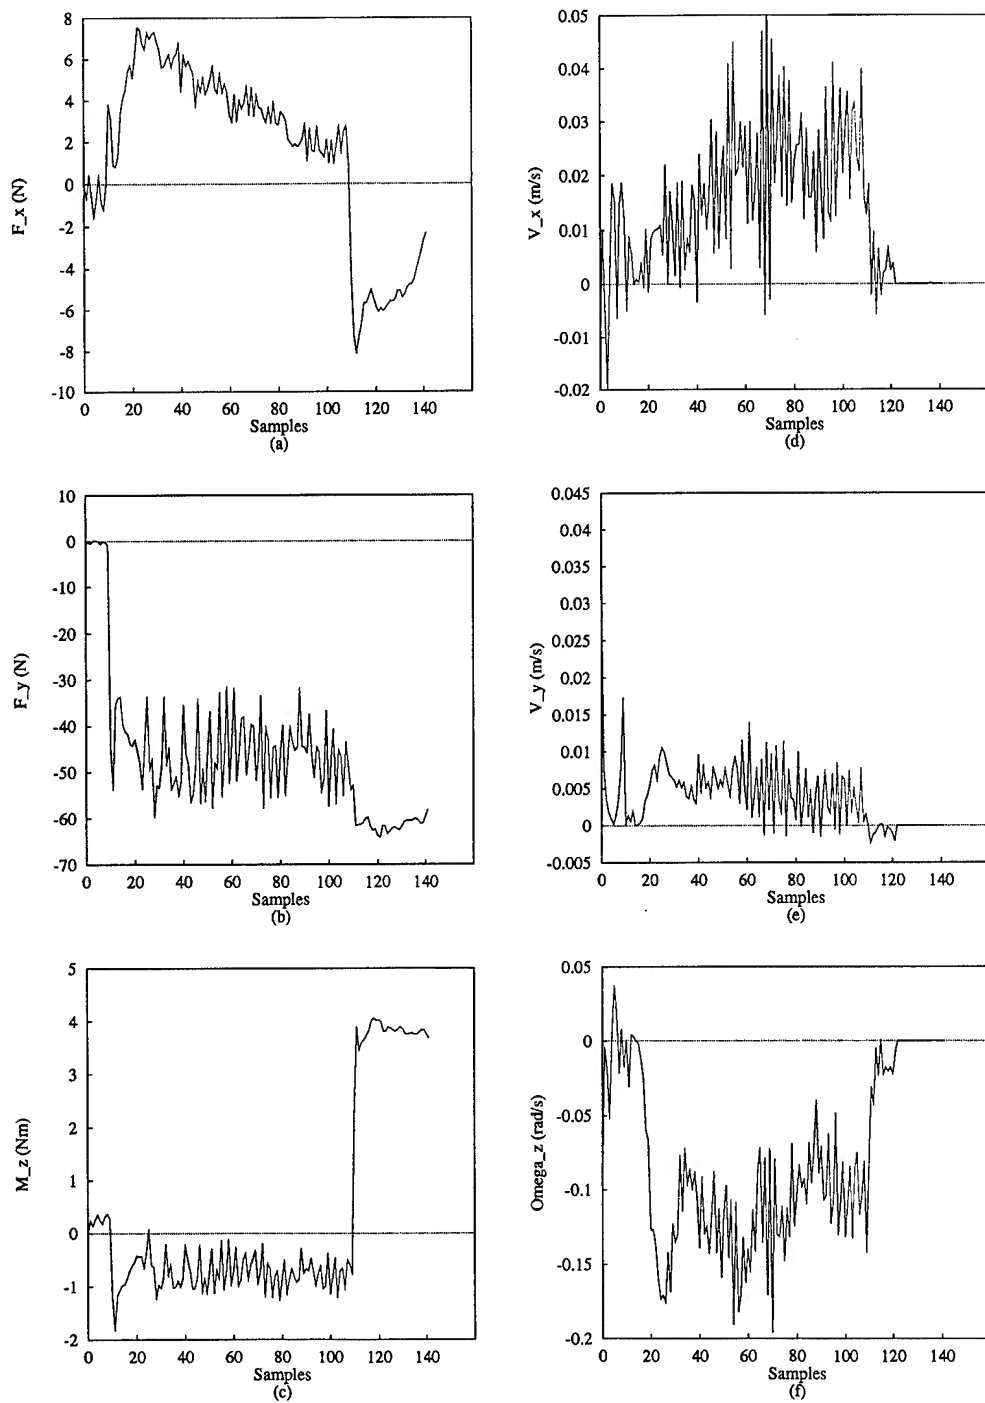 8
6
4
2
0
-2
-4
-6
-8
-10
F_x (N)
0 20 40 60 80 100 120 140
Samples
(a)
0.05
0.04
0.03
0.02
0.01
0
-0.01
-0.02
V_x (m/s)
0 20 40 60 80 100 120 140
Samples
(d)
10
0
-10
-20
-30
-40
-50
-60
-70
F_y (N)
0 20 40 60 80 100 120 140
Samples
(b)
0.045
0.04
0.035
0.03
0.025
0.02
0.015
0.01
0.005
0
-0.005
V_y (m/s)
0 20 40 60 80 100 120 140
Samples
(e)
5
4
3
2
1
0
-1
-2
M_z (Nm)
0 20 40 60 80 100 120 140
Samples
(c)
0.05
0
-0.05
-0.1
-0.15
-0.2
Omega_z (rad/s)
0 20 40 60 80 100 120 140
Samples
(f)